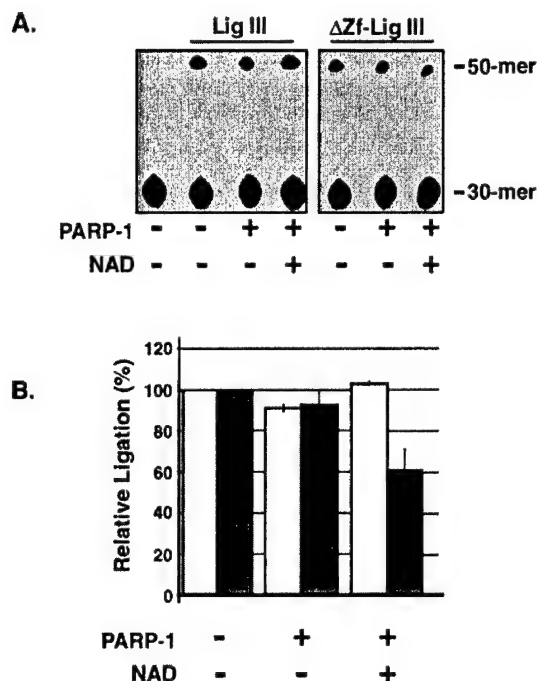 A.
Lig III ΔZf-Lig III
-50-mer
-30-mer
PARP-1 - - + + - + +
NAD - - - + - - +
B.
Relative Ligation (%)
120
100
80
60
40
20
0
PARP-1 - + +
NAD - - +